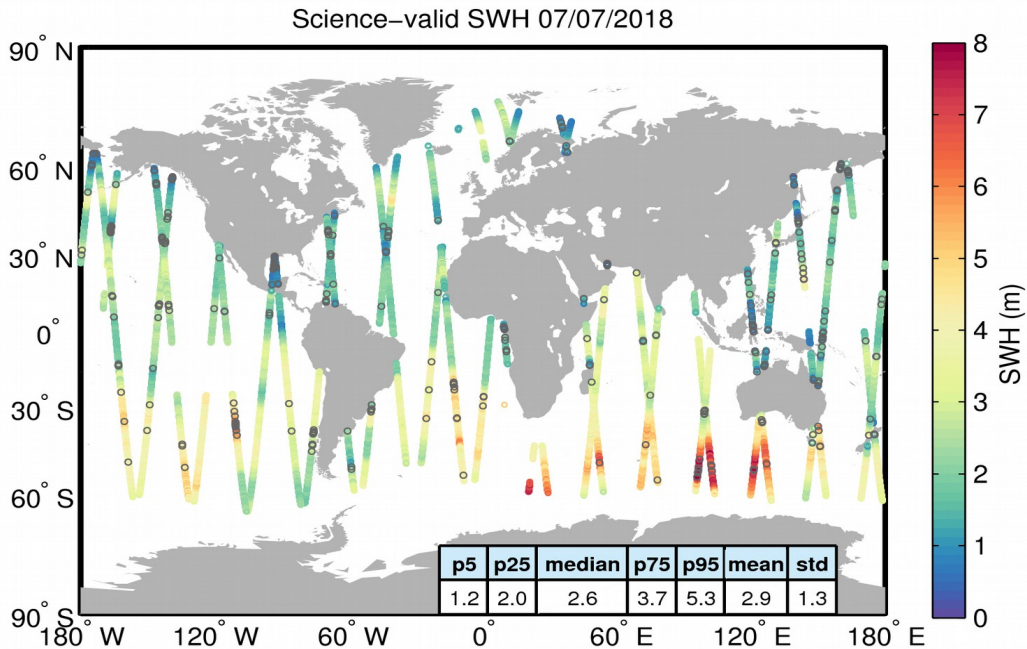 Science−valid SWH 07/07/2018
90° N
60° N
30° N
0°
30° S
60° S
90° S
180° W
120° W
60° W
0°
60° E
120° E
180° E
p5 p25 median p75 p95 mean std
1.2 2.0 2.6 3.7 5.3 2.9 1.3
8
7
6
5
4
3
2
1
0
SWH (m)